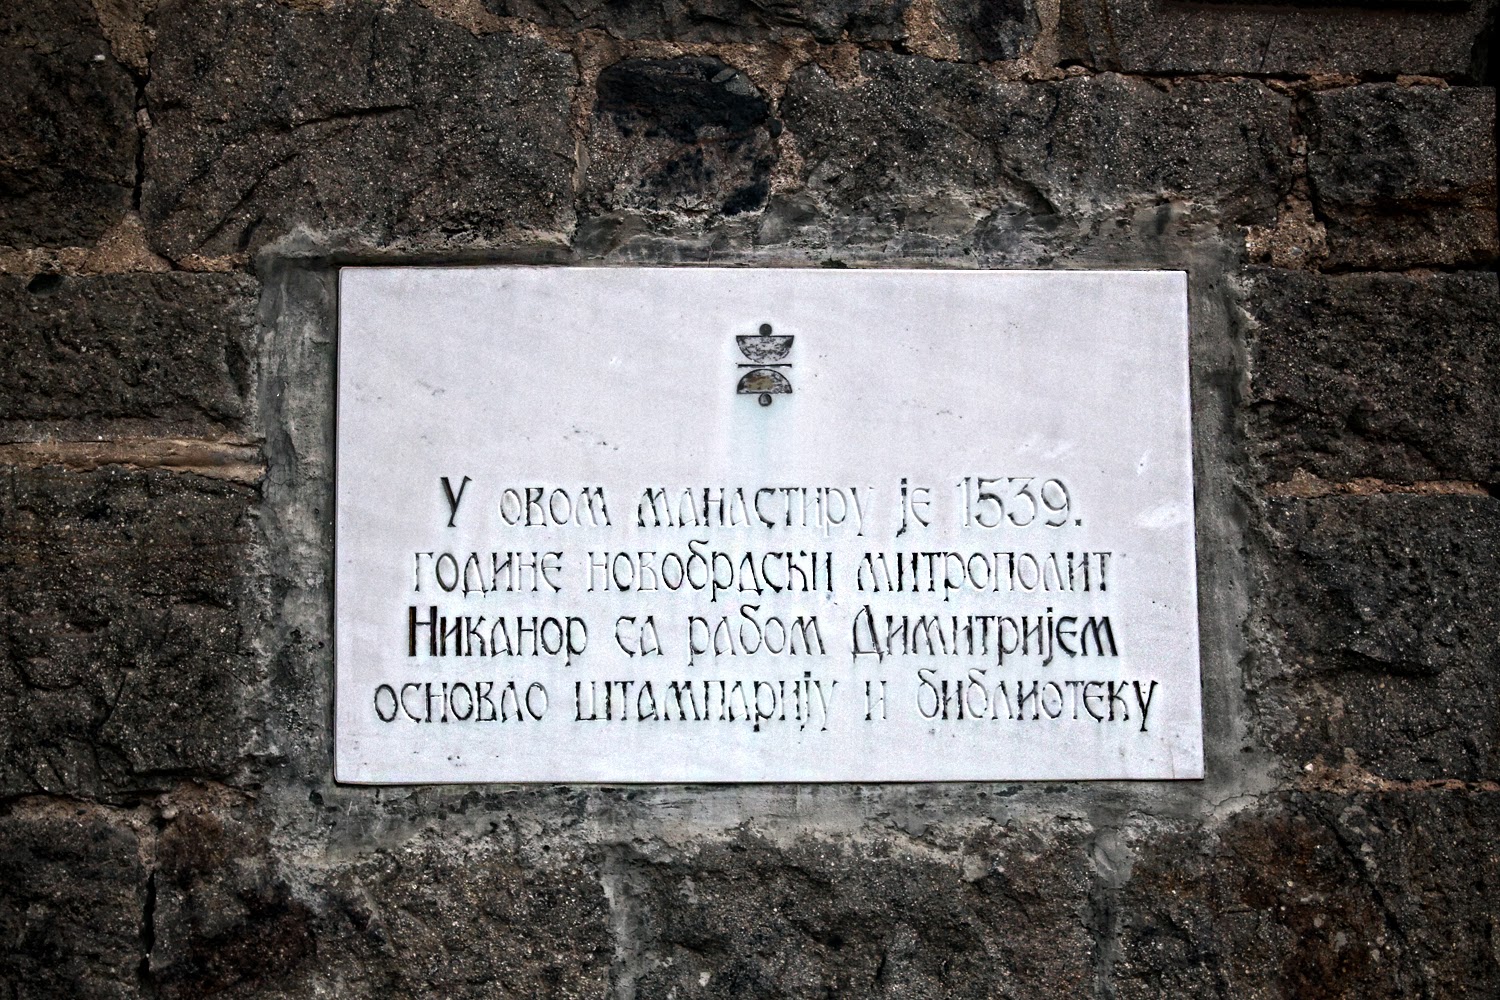 У овом манастиру је 1539.
године новобрдски митрополит
Никанор са рабом Димитријем
основао штампарију и библиотеку